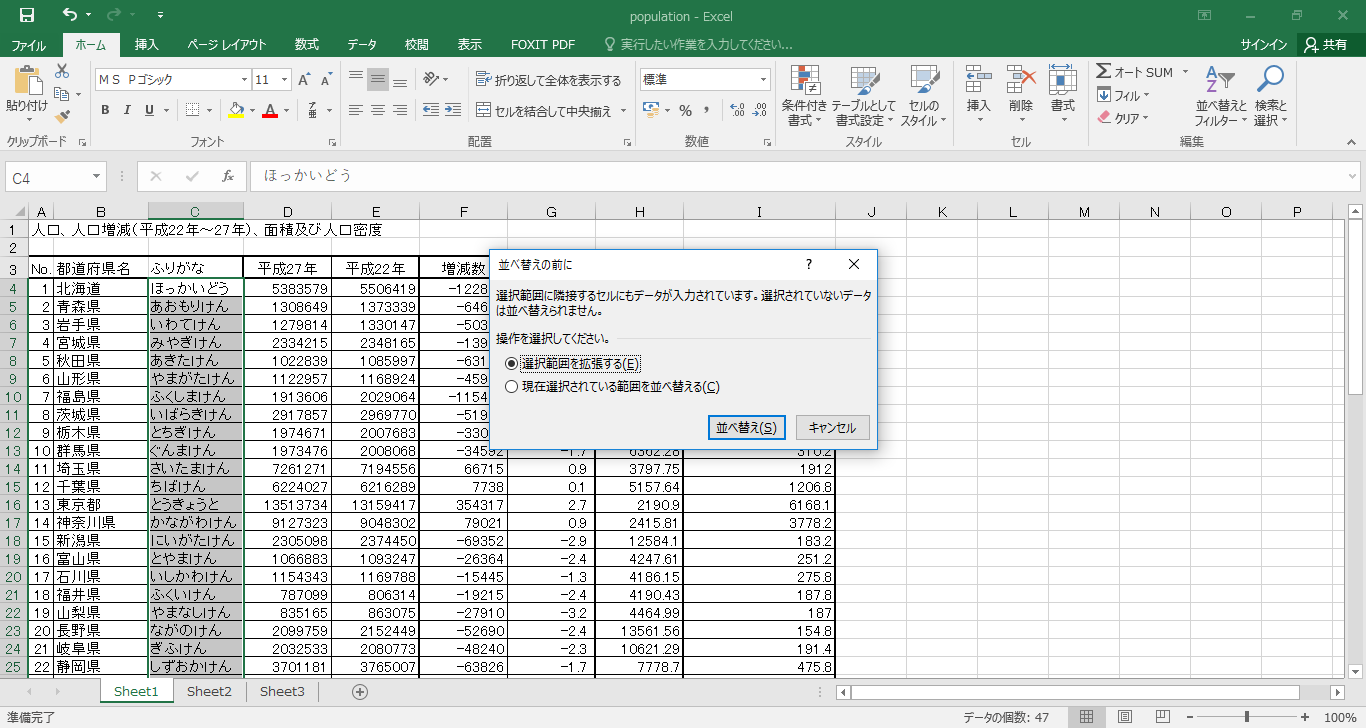 population - Excel
ファイル ホーム 挿入 ページ レイアウト 数式 データ 校閲 表示 FOXIT PDF 実行したい作業を入力してください... サインイン 共有
貼り付け
クリップボード
ＭＳ Ｐゴシック 11
B I U
フォント
折り返して全体を表示する
セルを結合して中央揃え
配置
標準
%
数値
条件付き書式
テーブルとして書式設定
セルのスタイル
スタイル
挿入 削除 書式
セル
オート SUM
フィル
クリア
並べ替えとフィルター
検索と選択
編集
C4 fx ほっかいどう
A B C D E F G H I J K L M N O P
1 人口、人口増減（平成22年～27年）、面積及び人口密度
2
3 No. 都道府県名 ふりがな 平成27年 平成22年 増減数
4 1 北海道 ほっかいどう 5383579 5506419 -1228
5 2 青森県 あおもりけん 1308649 1373339 -646
6 3 岩手県 いわてけん 1279814 1330147 -503
7 4 宮城県 みやぎけん 2334215 2348165 -139
8 5 秋田県 あきたけん 1022839 1085997 -631
9 6 山形県 やまがたけん 1122957 1168924 -459
10 7 福島県 ふくしまけん 1913606 2029064 -1154
11 8 茨城県 いばらぎけん 2917857 2969770 -519
12 9 栃木県 とちぎけん 1974671 2007683 -330
13 10 群馬県 ぐんまけん 1973476 2008068 -34592 -1.7 6362.28 310.2
14 11 埼玉県 さいたまけん 7261271 7194556 66715 0.9 3797.75 1912
15 12 千葉県 ちばけん 6224027 6216289 7738 0.1 5157.64 1206.8
16 13 東京都 とうきょうと 13513734 13159417 354317 2.7 2190.9 6168.1
17 14 神奈川県 かながわけん 9127323 9048302 79021 0.9 2415.81 3778.2
18 15 新潟県 にいがたけん 2305098 2374450 -69352 -2.9 12584.1 183.2
19 16 富山県 とやまけん 1066883 1093247 -26364 -2.4 4247.61 251.2
20 17 石川県 いしかわけん 1154343 1169788 -15445 -1.3 4186.15 275.8
21 18 福井県 ふくいけん 787099 806314 -19215 -2.4 4190.43 187.8
22 19 山梨県 やまなしけん 835165 863075 -27910 -3.2 4464.99 187
23 20 長野県 ながのけん 2099759 2152449 -52690 -2.4 13561.56 154.8
24 21 岐阜県 ぎふけん 2032533 2080773 -48240 -2.3 10621.29 191.4
25 22 静岡県 しずおかけん 3701181 3765007 -63826 -1.7 7778.7 475.8
並べ替えの前に ?
選択範囲に隣接するセルにもデータが入力されています。選択されていないデータ
は並べ替えられません。
操作を選択してください。
選択範囲を拡張する(E)
現在選択されている範囲を並べ替える(C)
並べ替え(S) キャンセル
Sheet1 Sheet2 Sheet3
準備完了 データの個数: 47 100%